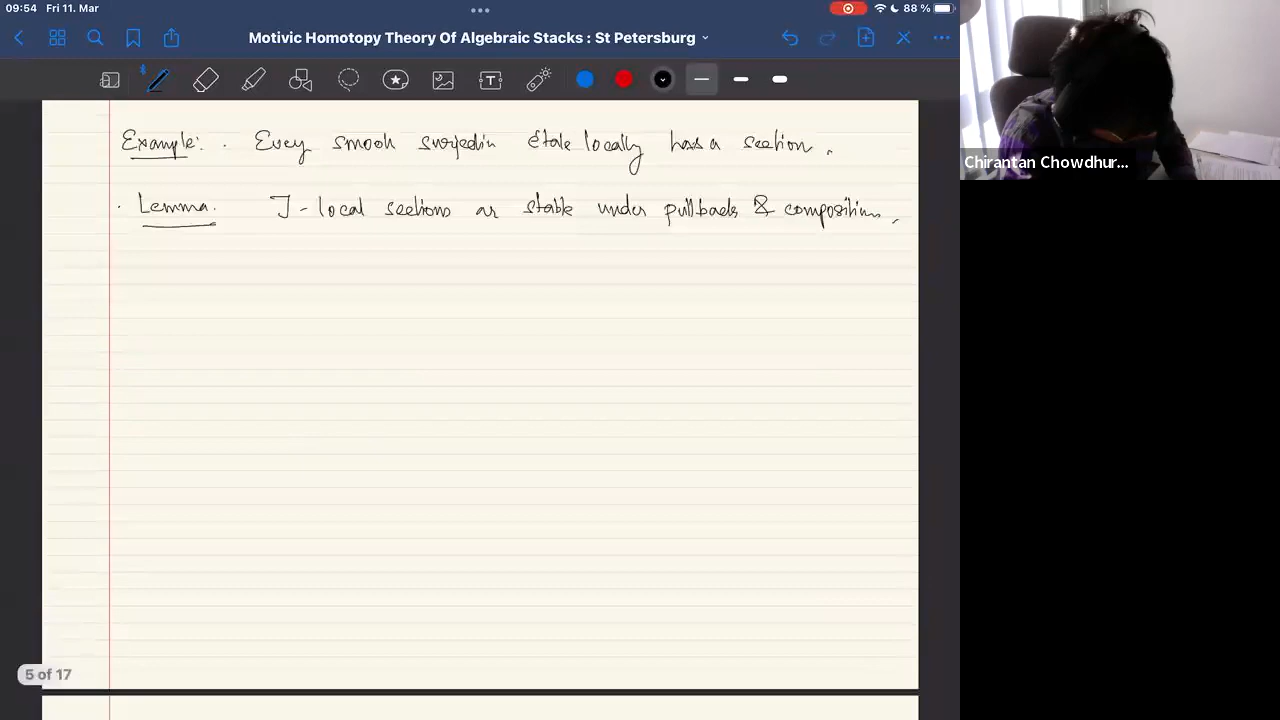 09:54 Fri 11. Mar
88 %
Motivic Homotopy Theory Of Algebraic Stacks : St Petersburg
Example: . Every smooth surjection étale locally has a section.
Chirantan Chowdhur...
. Lemma. J - local sections are stable under pullbacks & compositions.
5 of 17